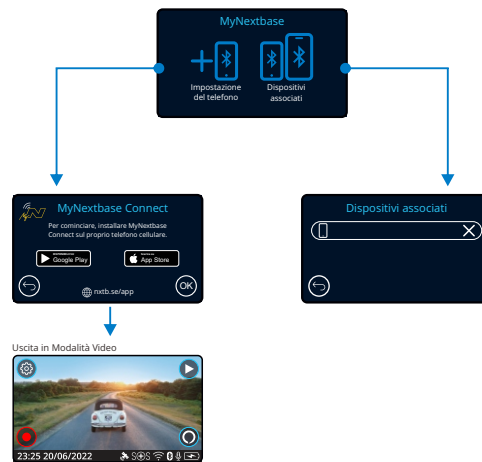 MyNextbase
Impostazione
del telefono
Dispositivi
associati
MyNextbase Connect
Per cominciare, installare MyNextbase
Connect sul proprio telefono cellulare.
Google Play
App Store
OK
nxtb.se/app
Dispositivi associati
Uscita in Modalità Video
23:25 20/06/2022 SOS